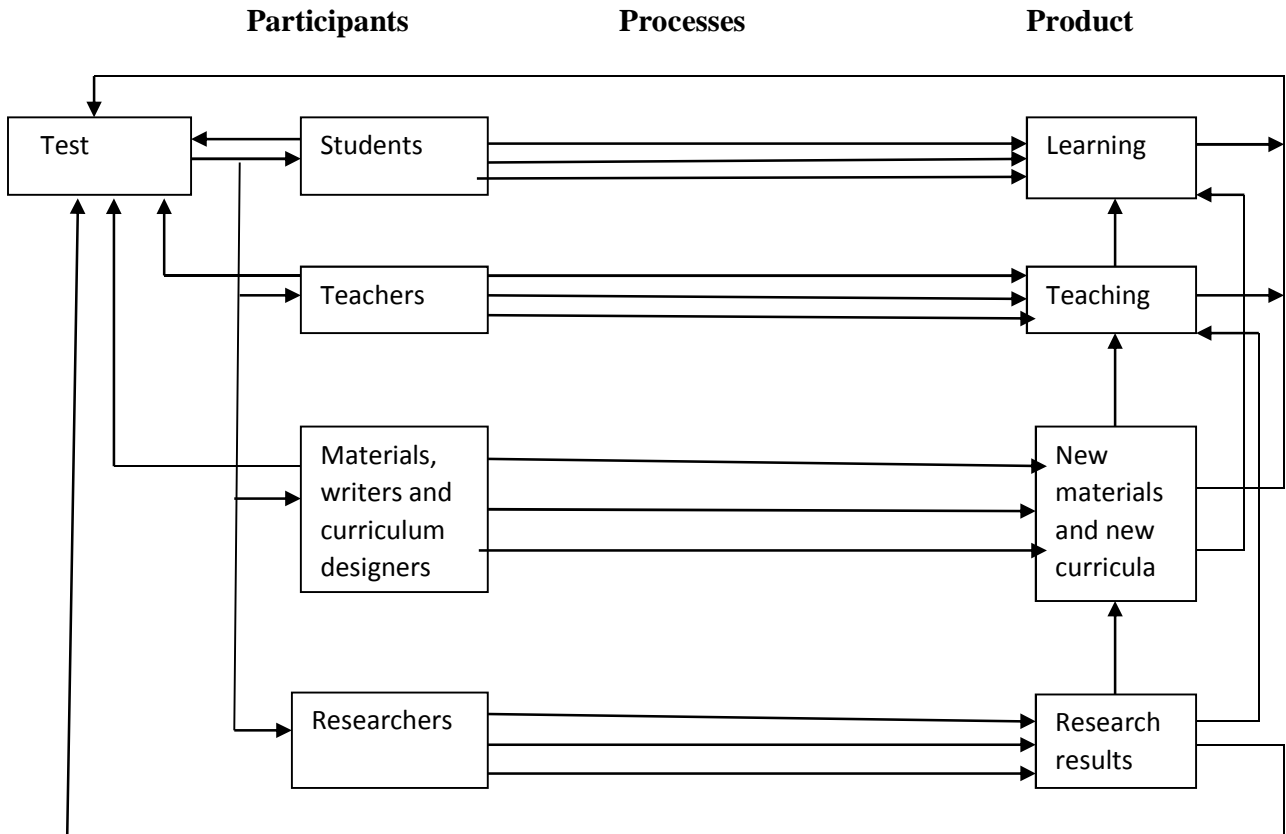 Participants Processes Product
Test
Students
Learning
Teachers
Teaching
Materials,
writers and
curriculum
designers
New
materials
and new
curricula
Researchers
Research
results